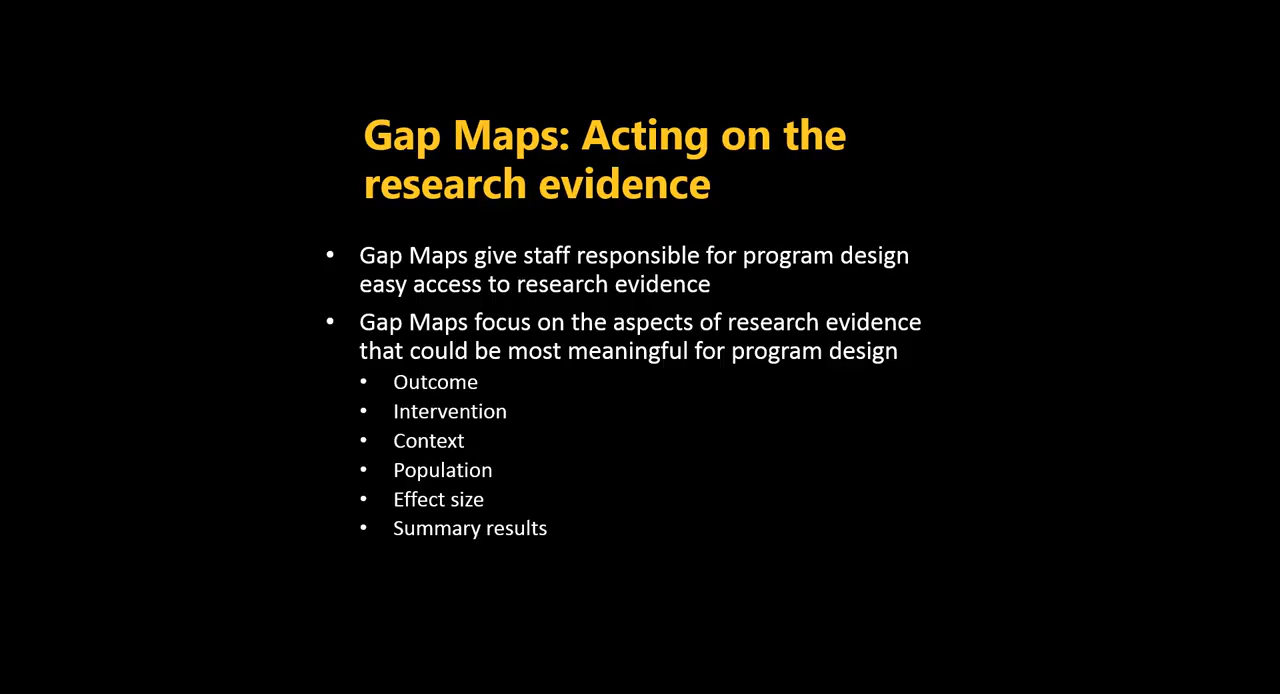 Gap Maps: Acting on the
research evidence
• Gap Maps give staff responsible for program design
easy access to research evidence
• Gap Maps focus on the aspects of research evidence
that could be most meaningful for program design
• Outcome
• Intervention
• Context
• Population
• Effect size
• Summary results